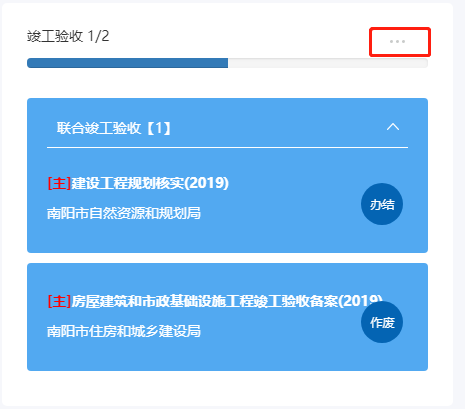 竣工验收 1/2
···
联合竣工验收【1】
[主]建设工程规划核实(2019)
南阳市自然资源和规划局
办结
[主]房屋建筑和市政基础设施工程竣工验收备案(2019)
南阳市住房和城乡建设局
作废